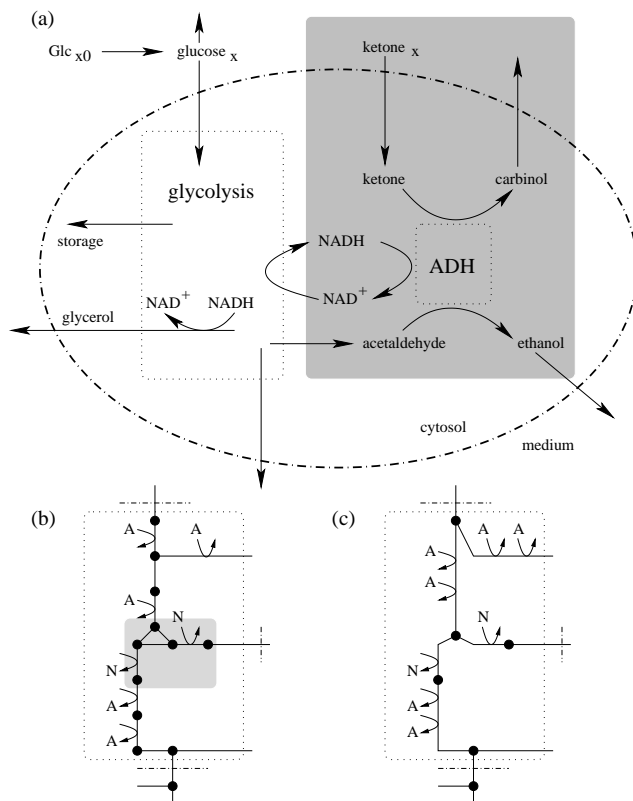 (a)
Glc x0 glucose x ketone x
glycolysis ketone carbinol
storage NADH ADH
NAD+ NADH NAD+
glycerol acetaldehyde ethanol
cytosol
medium
(b) (c)
A A A A
A
A
A N N
N N
A A
A A